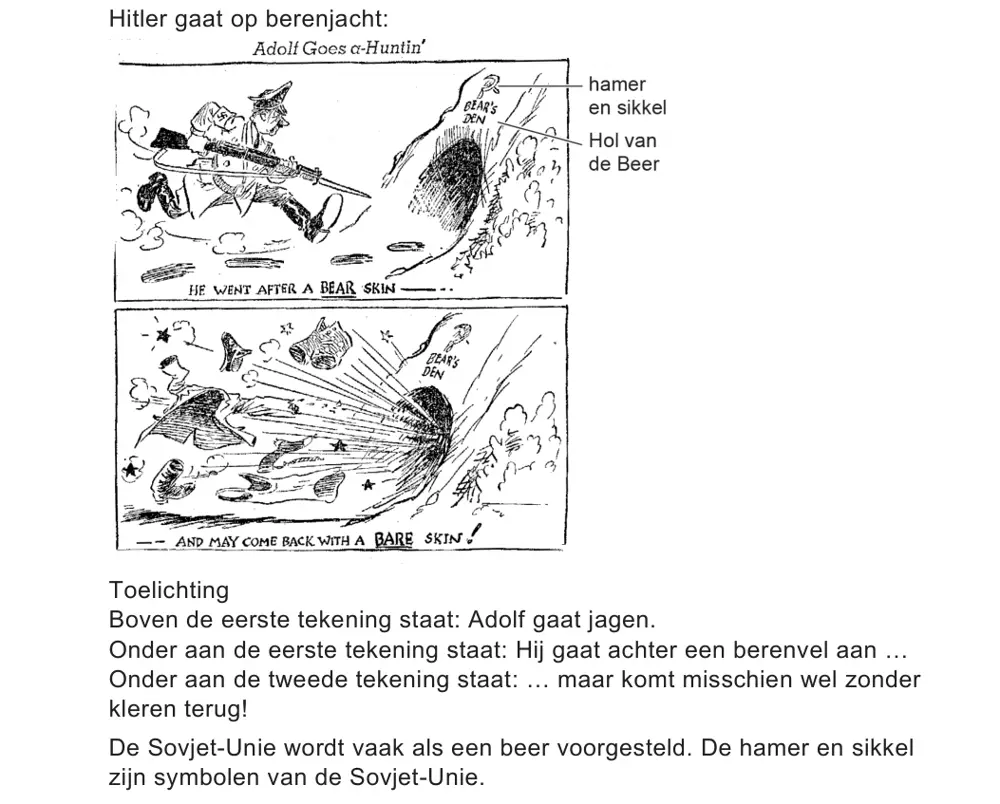 Hitler gaat op berenjacht:
Adolf Goes a-Huntin'
hamer
en sikkel
BEAR'S
DEN
Hol van
de Beer
HE WENT AFTER A BEAR SKIN — - -
BEAR'S
DEN
— - AND MAY COME BACK WITH A BARE SKIN!
Toelichting
Boven de eerste tekening staat: Adolf gaat jagen.
Onder aan de eerste tekening staat: Hij gaat achter een berenvel aan …
Onder aan de tweede tekening staat: … maar komt misschien wel zonder
kleren terug!
De Sovjet-Unie wordt vaak als een beer voorgesteld. De hamer en sikkel
zijn symbolen van de Sovjet-Unie.